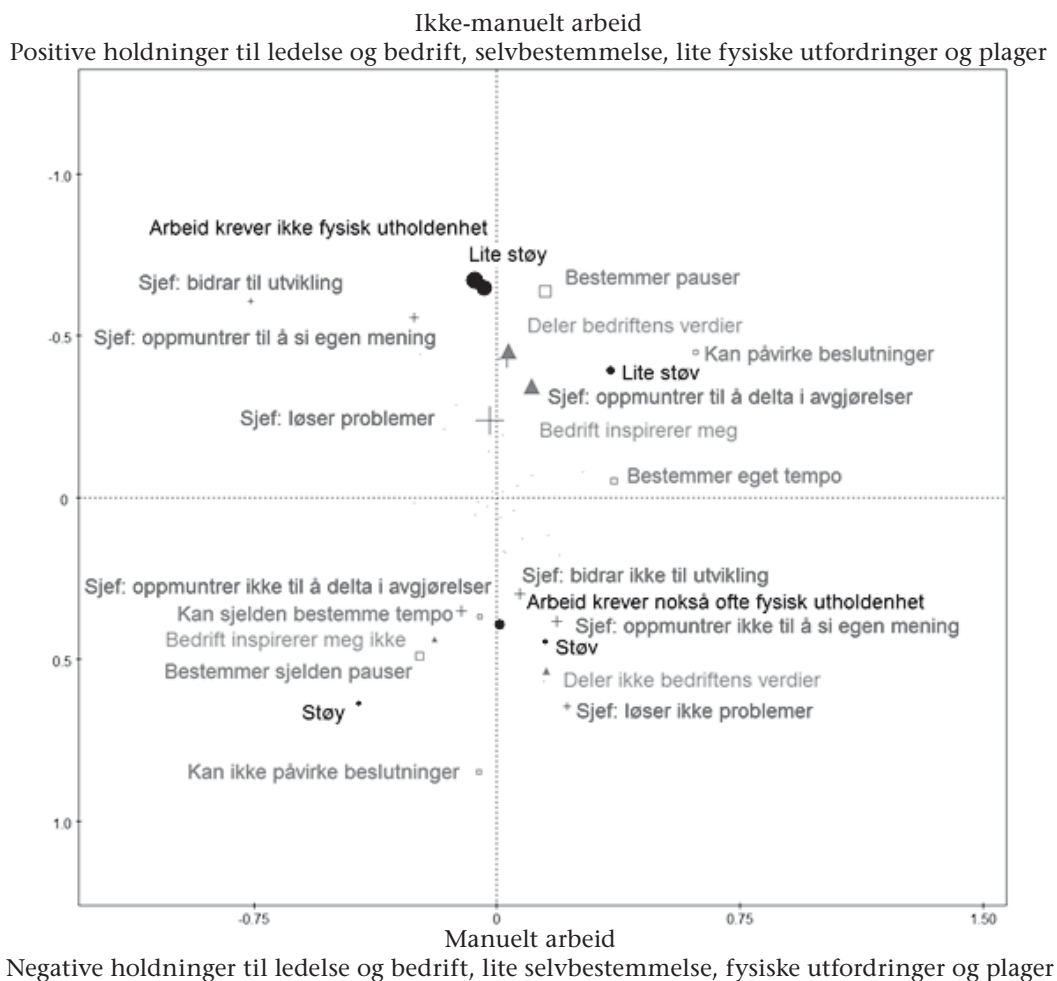 Ikke-manuelt arbeid
Positive holdninger til ledelse og bedrift, selvbestemmelse, lite fysiske utfordringer og plager
-1.0
Arbeid krever ikke fysisk utholdenhet
Lite støy
Sjef: bidrar til utvikling
Bestemmer pauser
Deler bedriftens verdier
-0.5
Sjef: oppmuntrer til å si egen mening
Kan påvirke beslutninger
Lite støv
Sjef: oppmuntrer til å delta i avgjørelser
Sjef: løser problemer
Bedrift inspirerer meg
Bestemmer eget tempo
0
Sjef: bidrar ikke til utvikling
Sjef: oppmuntrer ikke til å delta i avgjørelser
Arbeid krever nokså ofte fysisk utholdenhet
Kan sjelden bestemme tempo
Sjef: oppmuntrer ikke til å si egen mening
Bedrift inspirerer meg ikke
Støv
0.5
Bestemmer sjelden pauser
Deler ikke bedriftens verdier
Støy
Sjef: løser ikke problemer
Kan ikke påvirke beslutninger
1.0
-0.75
0
0.75
1.50
Manuelt arbeid
Negative holdninger til ledelse og bedrift, lite selvbestemmelse, fysiske utfordringer og plager